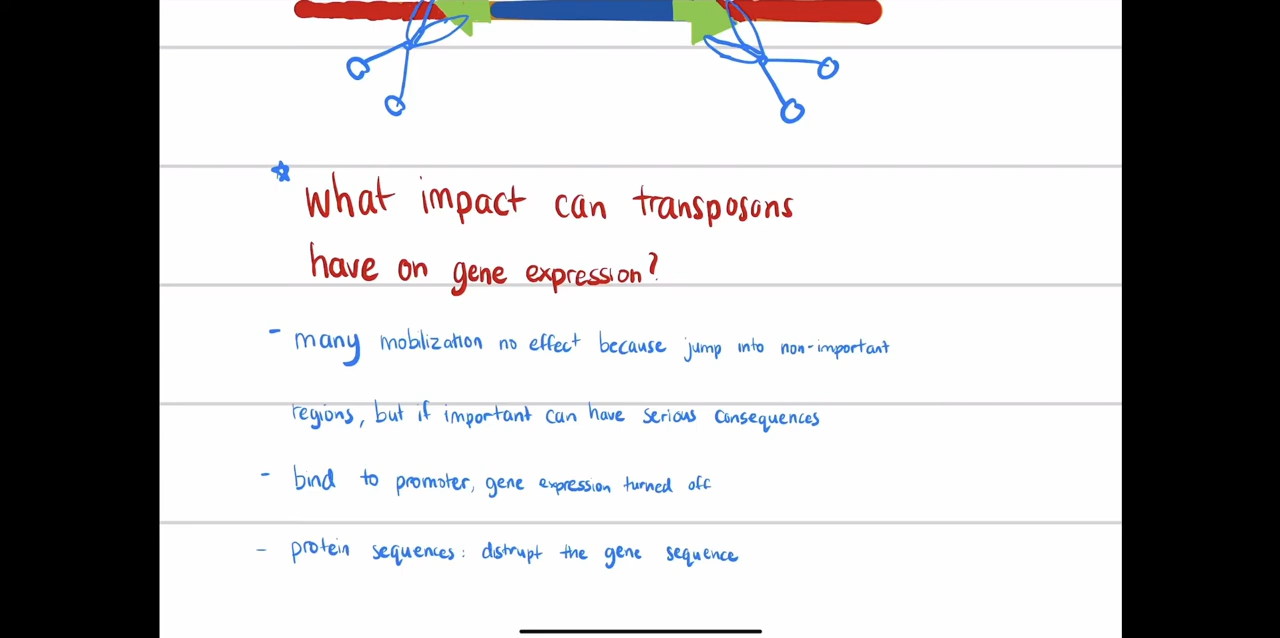 what impact can transposons
have on gene expression?
- many mobilization no effect because jump into non-important
regions, but if important can have serious consequences
- bind to promoter, gene expression turned off
- protein sequences: distrupt the gene sequence